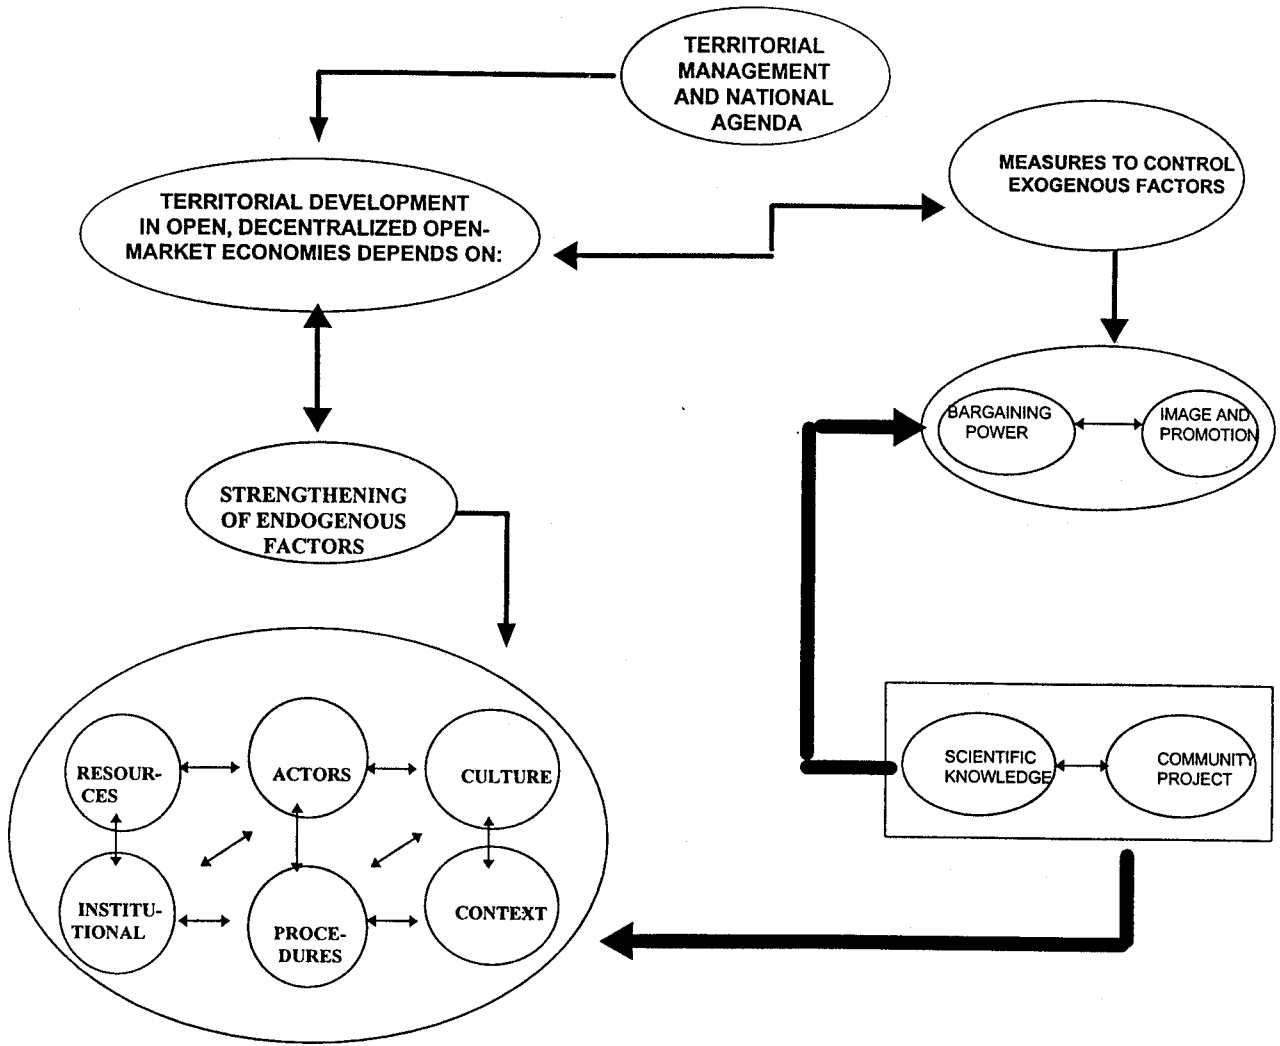 TERRITORIAL
MANAGEMENT
AND NATIONAL
AGENDA
MEASURES TO CONTROL
EXOGENOUS FACTORS
TERRITORIAL DEVELOPMENT
IN OPEN, DECENTRALIZED OPEN-
MARKET ECONOMIES DEPENDS ON:
BARGAINING
POWER
IMAGE AND
PROMOTION
STRENGTHENING
OF ENDOGENOUS
FACTORS
RESOUR-
CES
ACTORS
CULTURE
SCIENTIFIC
KNOWLEDGE
COMMUNITY
PROJECT
INSTITU-
TIONAL
PROCE-
DURES
CONTEXT